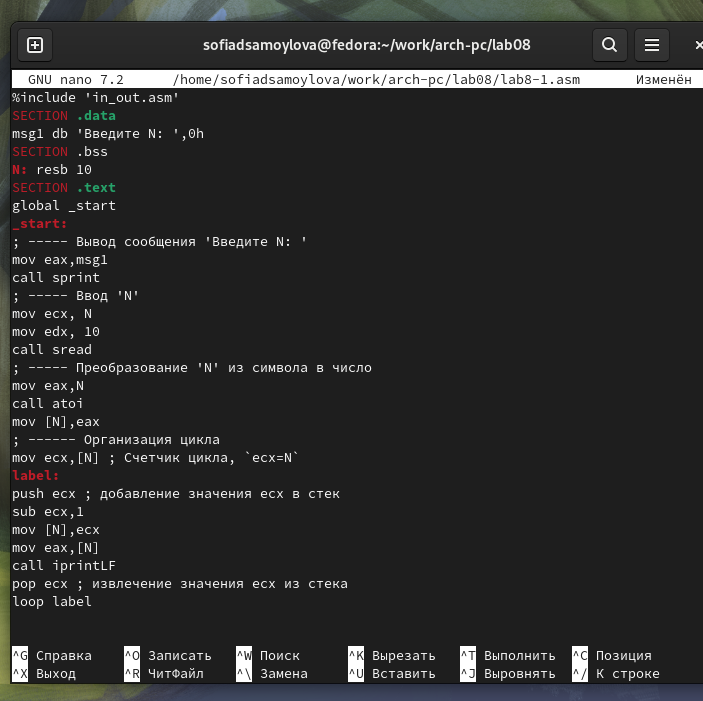 sofiadsamoylova@fedora:~/work/arch-pc/lab08
GNU nano 7.2 /home/sofiadsamoylova/work/arch-pc/lab08/lab8-1.asm Изменён
%include 'in_out.asm'
SECTION .data
msg1 db 'Введите N: ',0h
SECTION .bss
N: resb 10
SECTION .text
global _start
_start:
; ----- Вывод сообщения 'Введите N: '
mov eax,msg1
call sprint
; ----- Ввод 'N'
mov ecx, N
mov edx, 10
call sread
; ----- Преобразование 'N' из символа в число
mov eax,N
call atoi
mov [N],eax
; ------ Организация цикла
mov ecx,[N] ; Счетчик цикла, `ecx=N`
label:
push ecx ; добавление значения ecx в стек
sub ecx,1
mov [N],ecx
mov eax,[N]
call iprintLF
pop ecx ; извлечение значения ecx из стека
loop label
^G Справка ^O Записать ^W Поиск ^K Вырезать ^T Выполнить ^C Позиция
^X Выход ^R ЧитФайл ^\ Замена ^U Вставить ^J Выровнять ^/ К строке